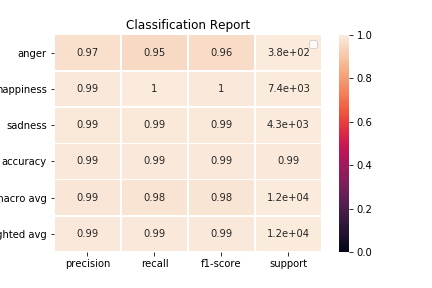 Classification Report
anger 0.97 0.95 0.96 3.8e+02
happiness 0.99 1 1 7.4e+03
sadness 0.99 0.99 0.99 4.3e+03
accuracy 0.99 0.99 0.99 0.99
macro avg 0.99 0.98 0.98 1.2e+04
ghted avg 0.99 0.99 0.99 1.2e+04
precision recall f1-score support
1.0
0.8
0.6
0.4
0.2
0.0